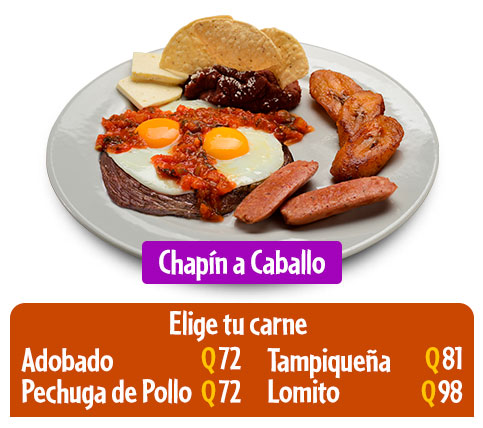 Chapín a Caballo
Elige tu carne
Adobado Q72 Tampiqueña Q81
Pechuga de Pollo Q72 Lomito Q98